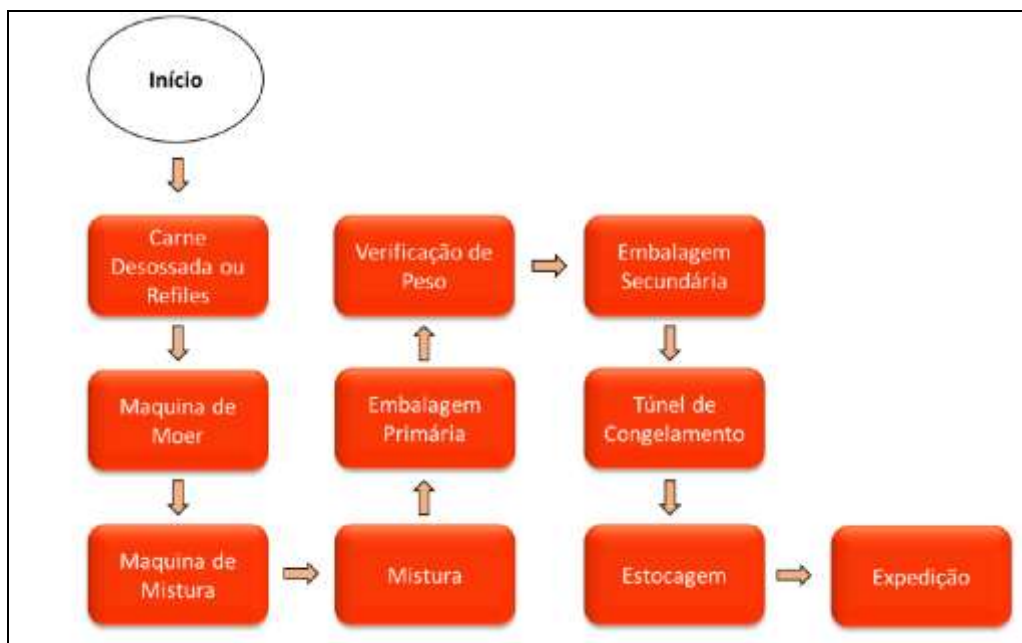 Início
Carne
Desossada ou
Refiles
Maquina de
Moer
Maquina de
Mistura
Mistura
Embalagem
Primária
Verificação de
Peso
Embalagem
Secundária
Túnel de
Congelamento
Estocagem
Expedição